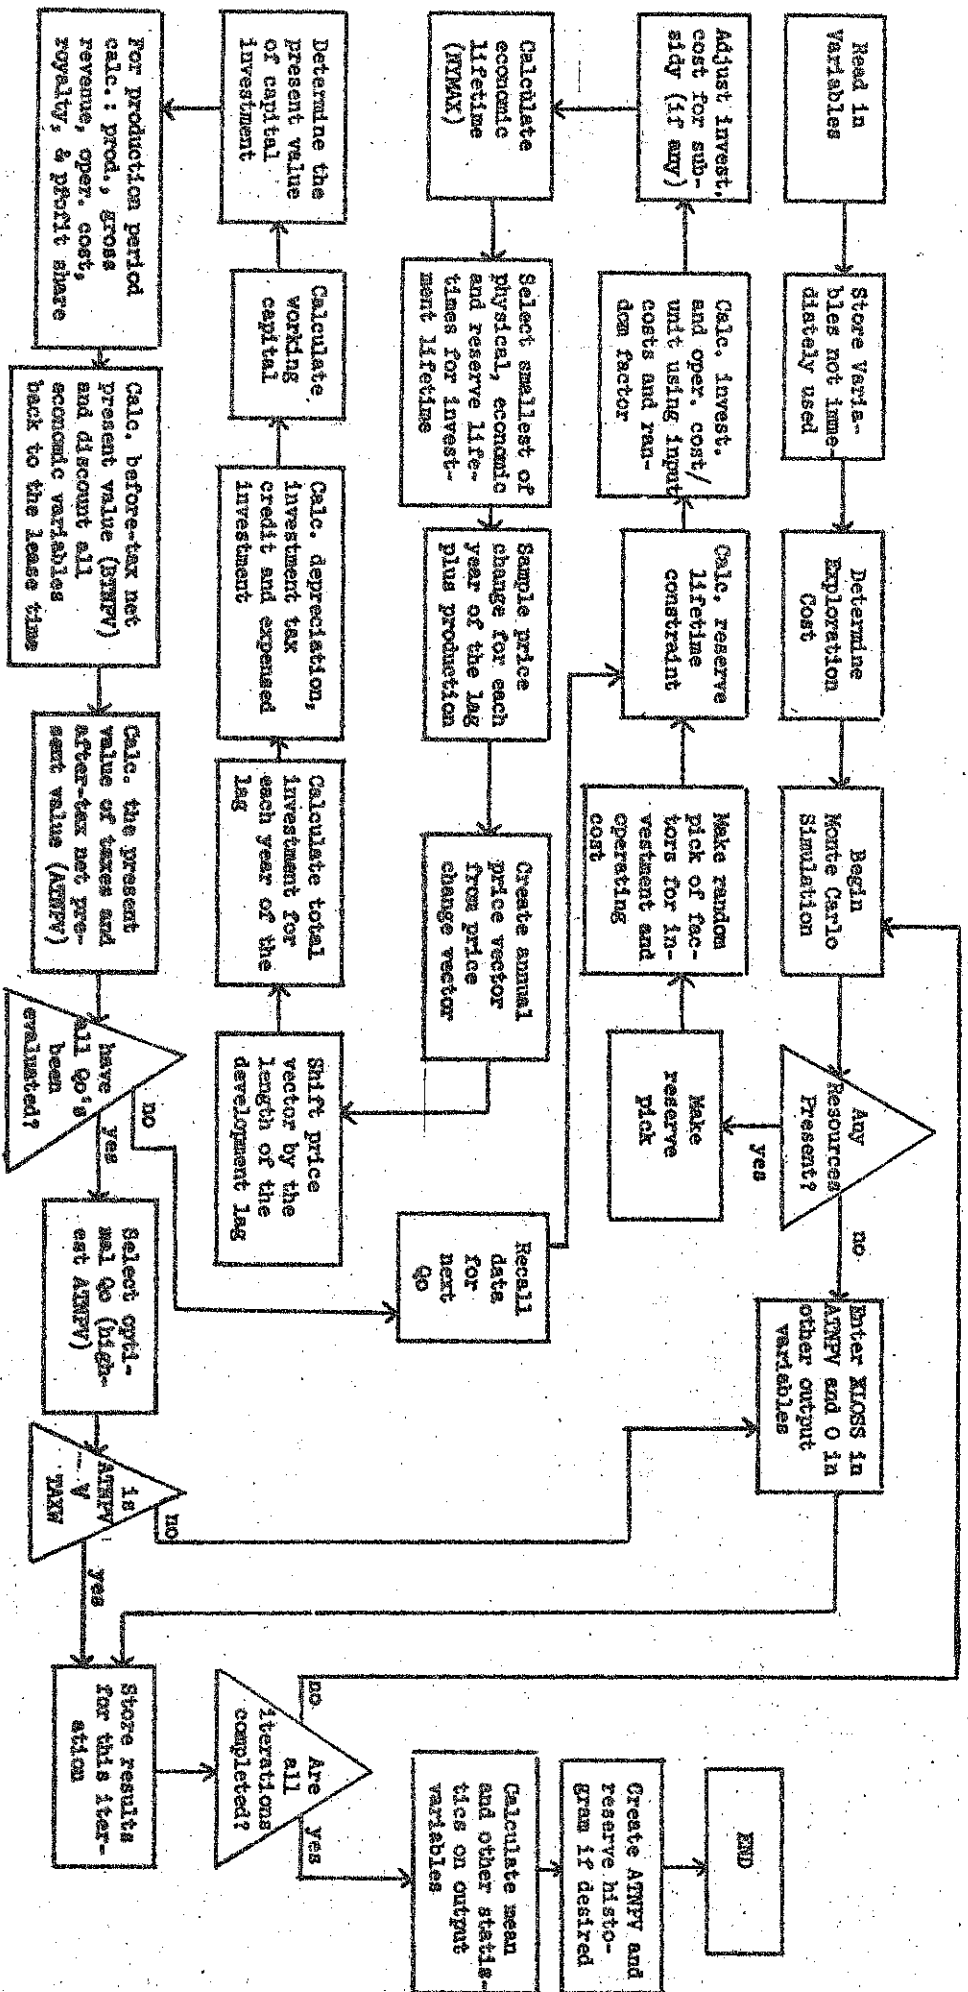 Read in
Variables
Store Varia-
bles not imme-
diately used
Determine
Exploration
Cost
Begin
Monte Carlo
Simulation
Any
Resources
Present?
yes
no
Make
reserve
pick
Make random
pick of fac-
tors for in-
vestment and
operating
cost
Calc. reserve
lifetime
constraint
Calc. invest.
and oper. cost/
unit using input
costs and ran-
dom factor
Adjust invest.
cost for sub-
sidy (if any)
Calculate
economic
lifetime
(NYMAX)
Select smallest of
physical, economic
and reserve life-
times for invest-
ment lifetime
Sample price
change for each
year of the lag
plus production
Create annual
price vector
from price
change vector
Shift price
vector by the
length of the
development lag
Calculate total
investment for
each year of the
lag
Calc. depreciation,
investment tax
credit and expensed
investment
Calculate
working
capital
Determine the
present value
of capital
investment
For production period
calc.: prod., gross
revenue, oper. cost,
royalty, & profit share
Calc. before-tax net
present value (BTNPV)
and discount all
economic variables
back to the lease time
Calc. the present
value of taxes and
after-tax net pre-
sent value (ATNPV)
have
all Qo's
been
evaluated?
no
yes
Recall
data
for
next
Qo
Select opti-
mal Qo (high-
est ATNPV)
is
ATNPV
V
TAXW
no
yes
Enter XLOSS in
ATNPV and 0 in
other output
variables
Store results
for this iter-
ation
Are
all
iterations
completed?
no
yes
Calculate mean
and other statis-
tics on output
variables
Create ATNPV and
reserve histo-
gram if desired
END